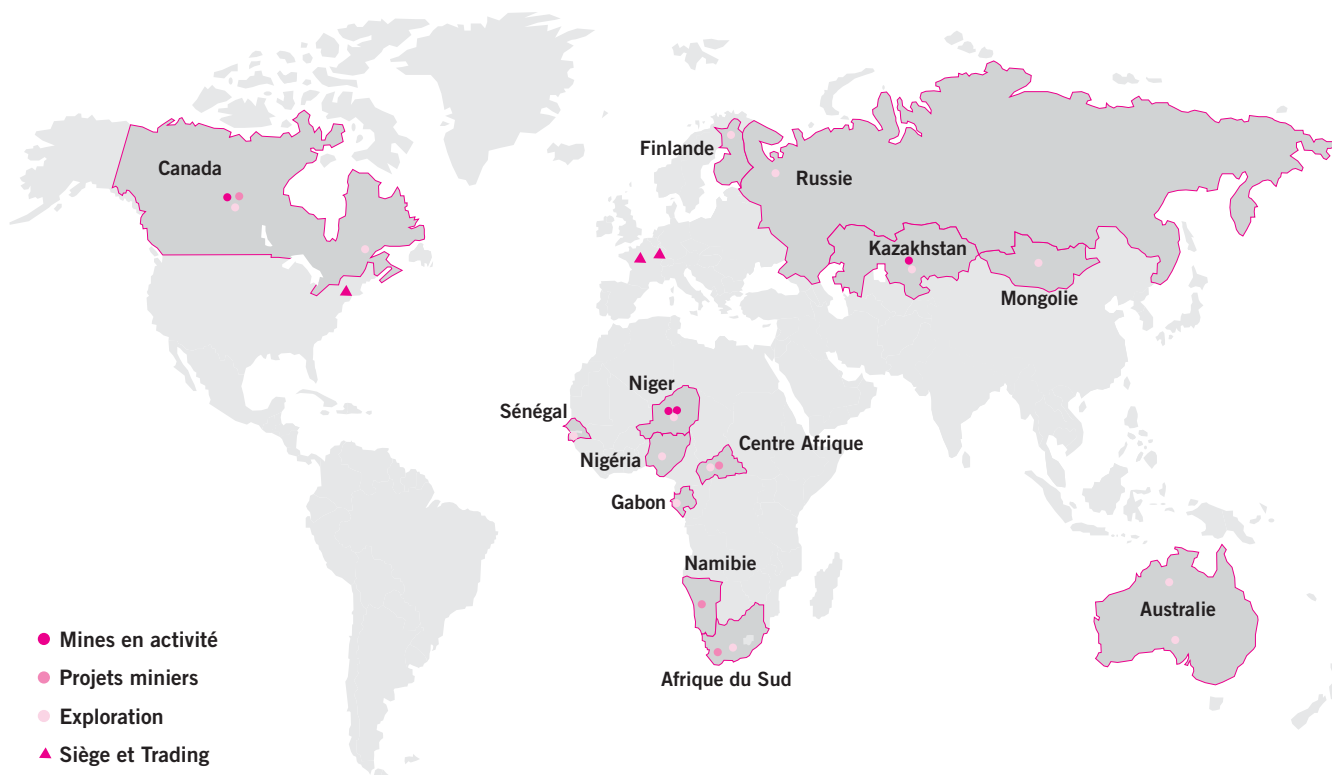 Canada
Finlande
Russie
Kazakhstan
Mongolie
Niger
Sénégal
Centre Afrique
Nigéria
Gabon
Namibie
Australie
Afrique du Sud
Mines en activité
Projets miniers
Exploration
Siège et Trading